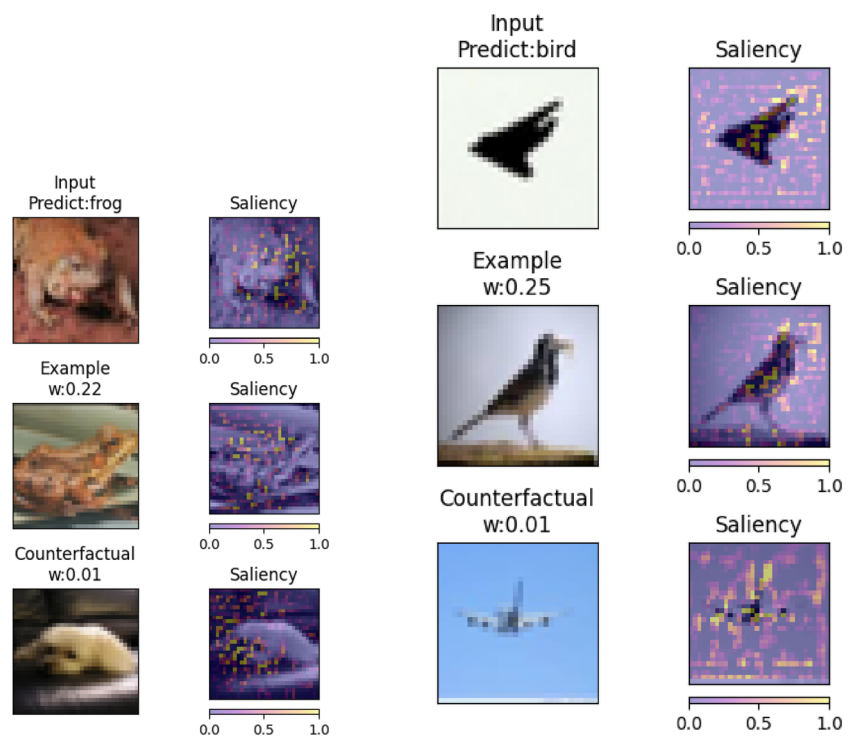 Input
Predict:frog
Saliency
0.0 0.5 1.0
Example
w:0.22
Saliency
0.0 0.5 1.0
Counterfactual
w:0.01
Saliency
0.0 0.5 1.0
Input
Predict:bird
Saliency
0.0 0.5 1.0
Example
w:0.25
Saliency
0.0 0.5 1.0
Counterfactual
w:0.01
Saliency
0.0 0.5 1.0